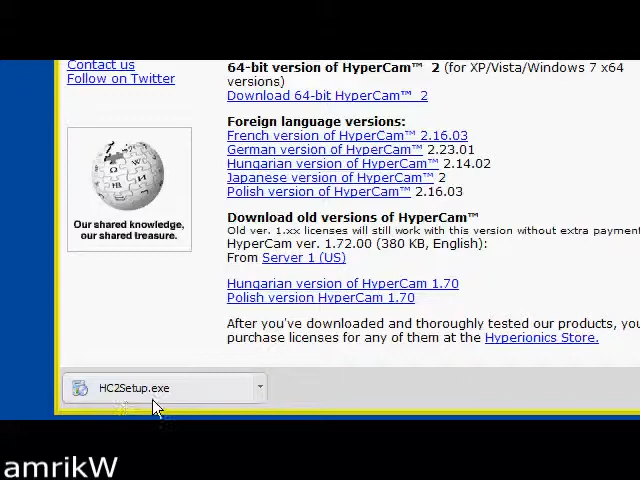 Contact us
Follow on Twitter
Our shared knowledge,
our shared treasure.
64-bit version of HyperCam™ 2 (for XP/Vista/Windows 7 x64
versions)
Download 64-bit HyperCam™ 2
Foreign language versions:
French version of HyperCam™ 2.16.03
German version of HyperCam™ 2.23.01
Hungarian version of HyperCam™ 2.14.02
Japanese version of HyperCam™ 2
Polish version of HyperCam™ 2.16.03
Download old versions of HyperCam™
Old ver. 1.xx licenses will still work with this version without extra payment
HyperCam ver. 1.72.00 (380 KB, English):
From Server 1 (US)
Hungarian version of HyperCam 1.70
Polish version HyperCam 1.70
After you've downloaded and thoroughly tested our products, you
purchase licenses for any of them at the Hyperionics Store.
HC2Setup.exe
amrikW